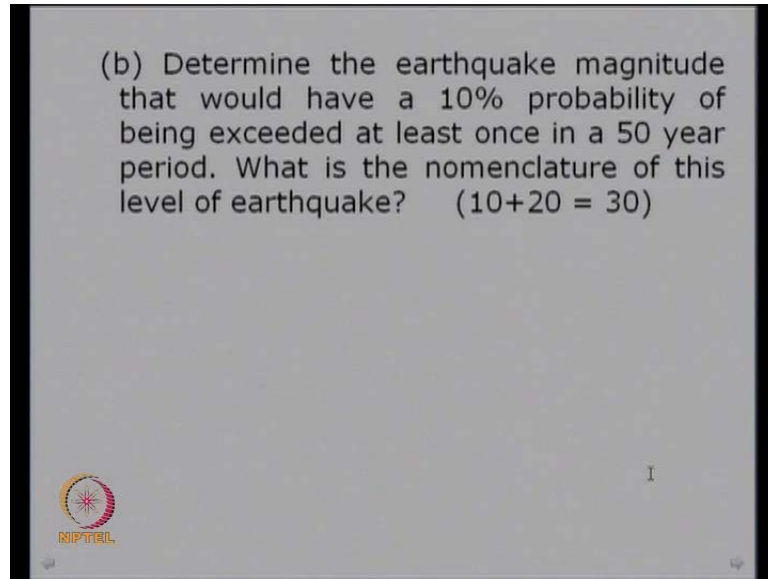 (b) Determine the earthquake magnitude
that would have a 10% probability of
being exceeded at least once in a 50 year
period. What is the nomenclature of this
level of earthquake? (10+20 = 30)
NPTEL